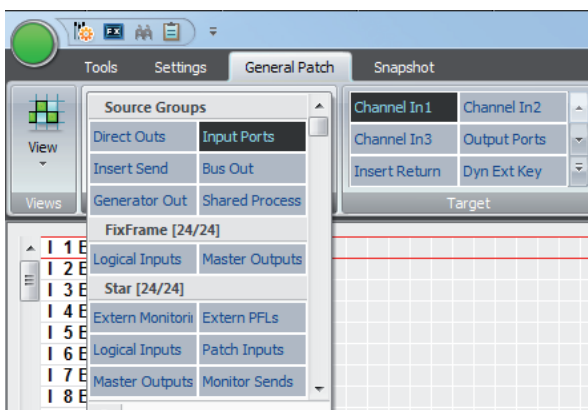 FX
Tools Settings General Patch Snapshot
View
Views
Source Groups
Direct Outs Input Ports
Insert Send Bus Out
Generator Out Shared Process
FixFrame [24/24]
Logical Inputs Master Outputs
Star [24/24]
Extern Monitorin Extern PFLs
Logical Inputs Patch Inputs
Master Outputs Monitor Sends
Channel In1 Channel In2
Channel In3 Output Ports
Insert Return Dyn Ext Key
Target
I 1 E
I 2 E
I 3 E
I 4 E
I 5 E
I 6 E
I 7 E
I 8 E